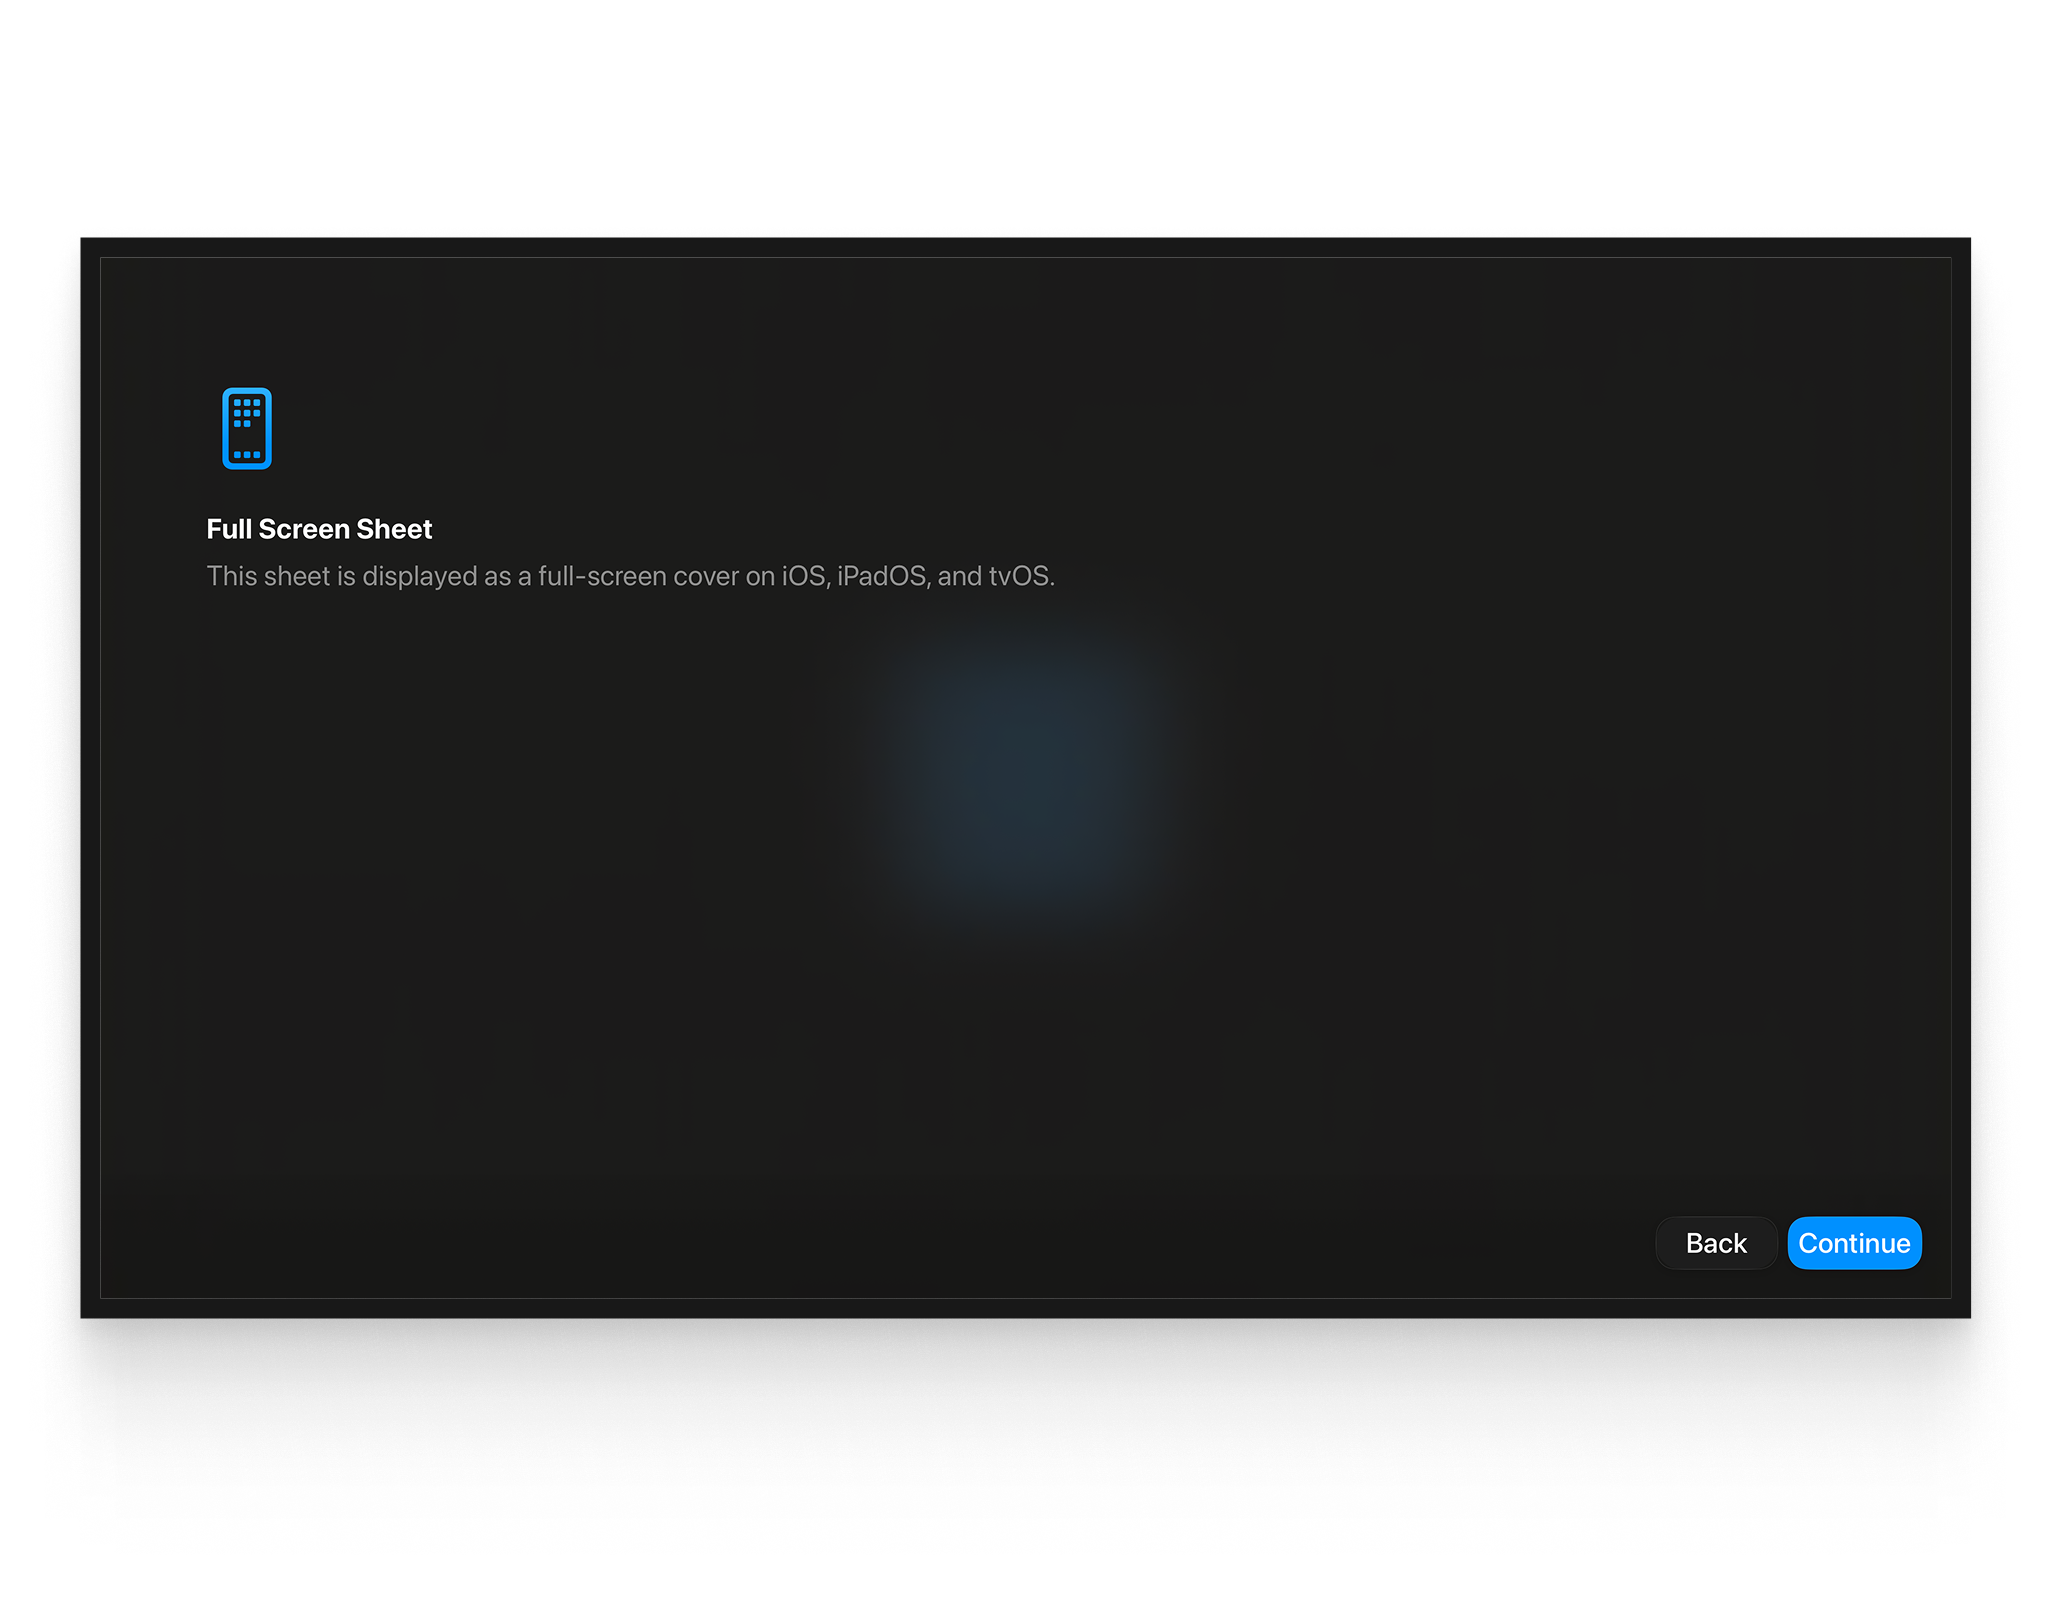 Full Screen Sheet
This sheet is displayed as a full-screen cover on iOS, iPadOS, and tvOS.
Back
Continue